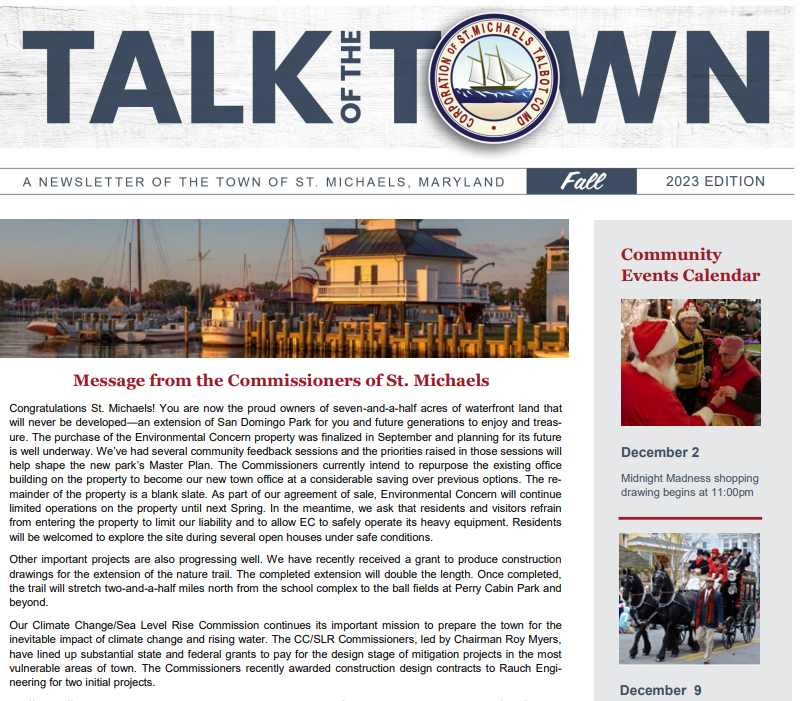 TALK OF THE TOWN
CORPORATION OF ST. MICHAELS TALBOT CO MD
A NEWSLETTER OF THE TOWN OF ST. MICHAELS, MARYLAND
Fall
2023 EDITION
Message from the Commissioners of St. Michaels
Congratulations St. Michaels! You are now the proud owners of seven-and-a-half acres of waterfront land that
will never be developed—an extension of San Domingo Park for you and future generations to enjoy and treas-
ure. The purchase of the Environmental Concern property was finalized in September and planning for its future
is well underway. We've had several community feedback sessions and the priorities raised in those sessions will
help shape the new park's Master Plan. The Commissioners currently intend to repurpose the existing office
building on the property to become our new town office at a considerable saving over previous options. The re-
mainder of the property is a blank slate. As part of our agreement of sale, Environmental Concern will continue
limited operations on the property until next Spring. In the meantime, we ask that residents and visitors refrain
from entering the property to limit our liability and to allow EC to safely operate its heavy equipment. Residents
will be welcomed to explore the site during several open houses under safe conditions.
Other important projects are also progressing well. We have recently received a grant to produce construction
drawings for the extension of the nature trail. The completed extension will double the length. Once completed,
the trail will stretch two-and-a-half miles north from the school complex to the ball fields at Perry Cabin Park and
beyond.
Our Climate Change/Sea Level Rise Commission continues its important mission to prepare the town for the
inevitable impact of climate change and rising water. The CC/SLR Commissioners, led by Chairman Roy Myers,
have lined up substantial state and federal grants to pay for the design stage of mitigation projects in the most
vulnerable areas of town. The Commissioners recently awarded construction design contracts to Rauch Engi-
neering for two initial projects.
Community
Events Calendar
December 2
Midnight Madness shopping
drawing begins at 11:00pm
December 9